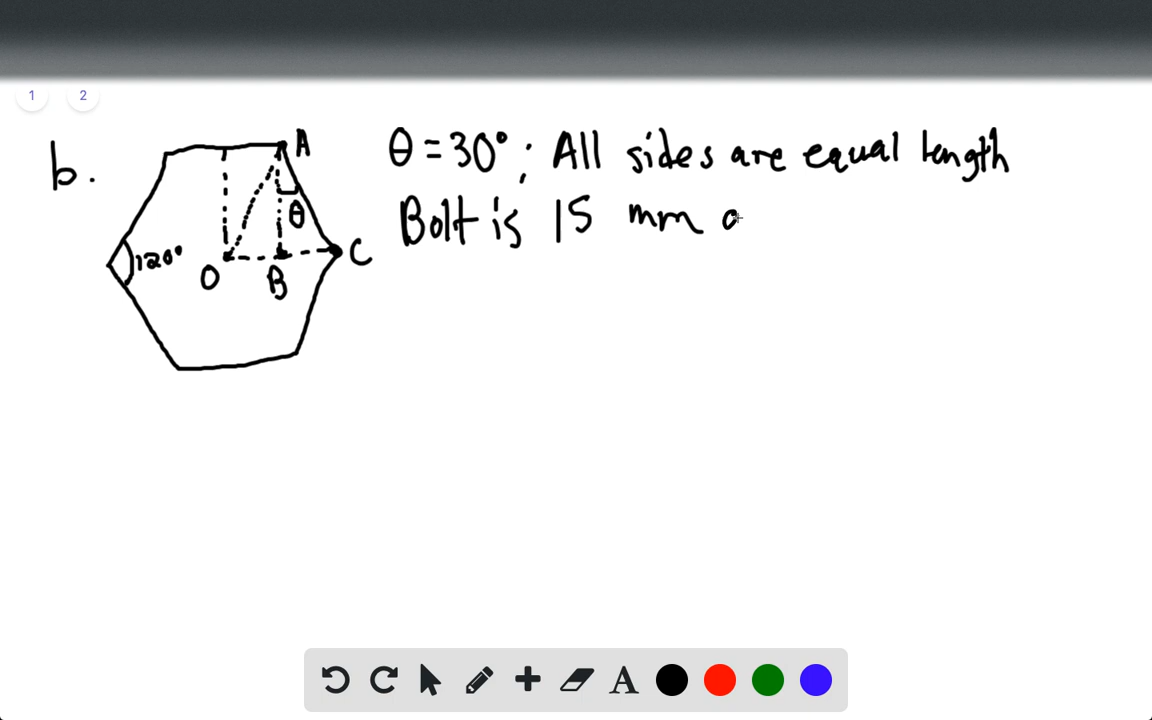 1 2
b.
θ = 30° ; All sides are equal length
Bolt is 15 mm
A
θ
120°
C
O
B
A